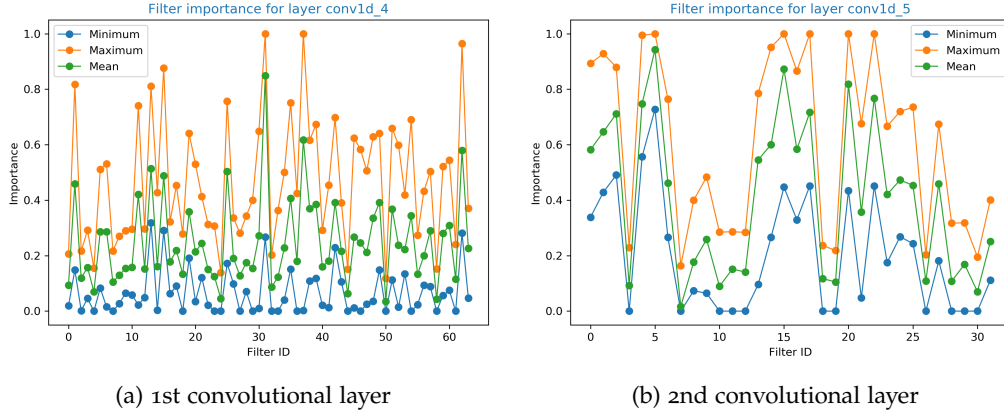 Filter importance for layer conv1d_4
Minimum
Maximum
Mean
Importance
1.0
0.8
0.6
0.4
0.2
0.0
0 10 20 30 40 50 60
Filter ID
(a) 1st convolutional layer
Filter importance for layer conv1d_5
Minimum
Maximum
Mean
Importance
1.0
0.8
0.6
0.4
0.2
0.0
0 5 10 15 20 25 30
Filter ID
(b) 2nd convolutional layer